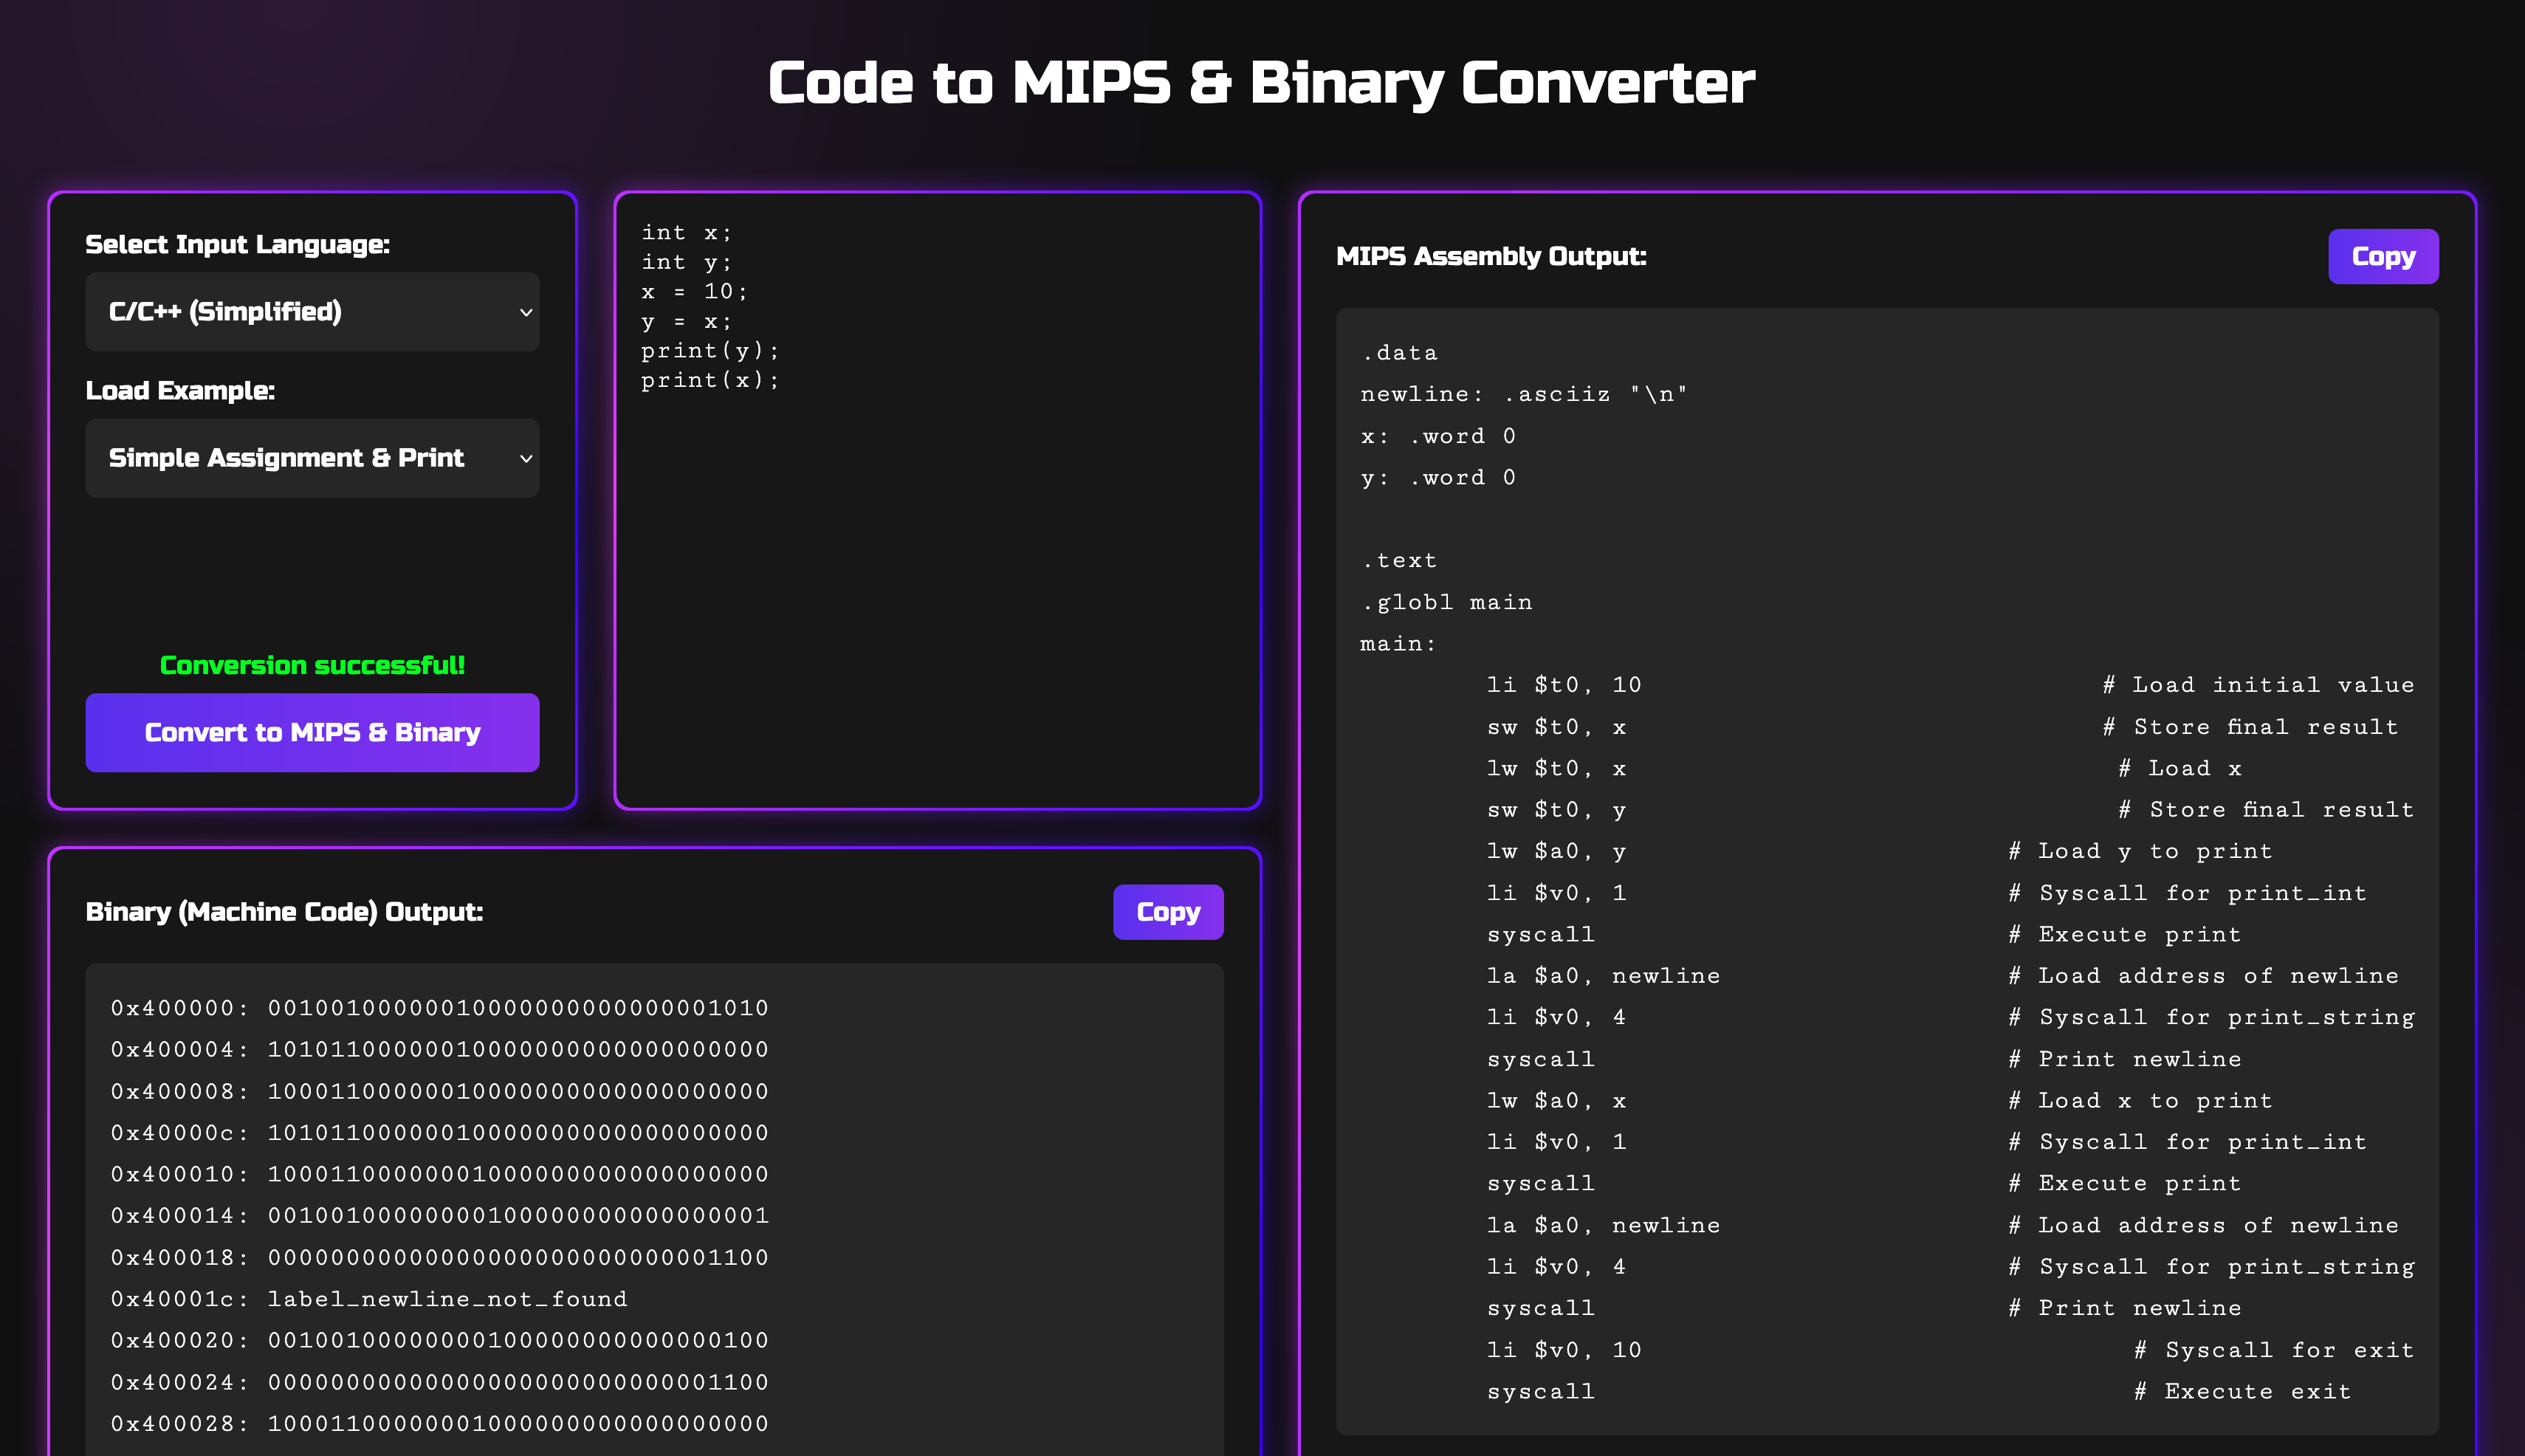 Code to MIPS & Binary Converter
Select Input Language:
C/C++ (Simplified)
Load Example:
Simple Assignment & Print
Conversion successful!
Convert to MIPS & Binary
int x;
int y;
x = 10;
y = x;
print(y);
print(x);
Binary (Machine Code) Output:
Copy
0x400000: 00100100000010000000000000001010
0x400004: 10101100000010000000000000000000
0x400008: 10001100000010000000000000000000
0x40000c: 10101100000010000000000000000000
0x400010: 10001100000001000000000000000000
0x400014: 00100100000000100000000000000001
0x400018: 00000000000000000000000000001100
0x40001c: label_newline_not_found
0x400020: 00100100000000100000000000000100
0x400024: 00000000000000000000000000001100
0x400028: 10001100000001000000000000000000
MIPS Assembly Output:
Copy
.data
newline: .asciiz "\n"
x: .word 0
y: .word 0
.text
.globl main
main:
li $t0, 10 # Load initial value
sw $t0, x # Store final result
lw $t0, x # Load x
sw $t0, y # Store final result
lw $a0, y # Load y to print
li $v0, 1 # Syscall for print_int
syscall # Execute print
la $a0, newline # Load address of newline
li $v0, 4 # Syscall for print_string
syscall # Print newline
lw $a0, x # Load x to print
li $v0, 1 # Syscall for print_int
syscall # Execute print
la $a0, newline # Load address of newline
li $v0, 4 # Syscall for print_string
syscall # Print newline
li $v0, 10 # Syscall for exit
syscall # Execute exit